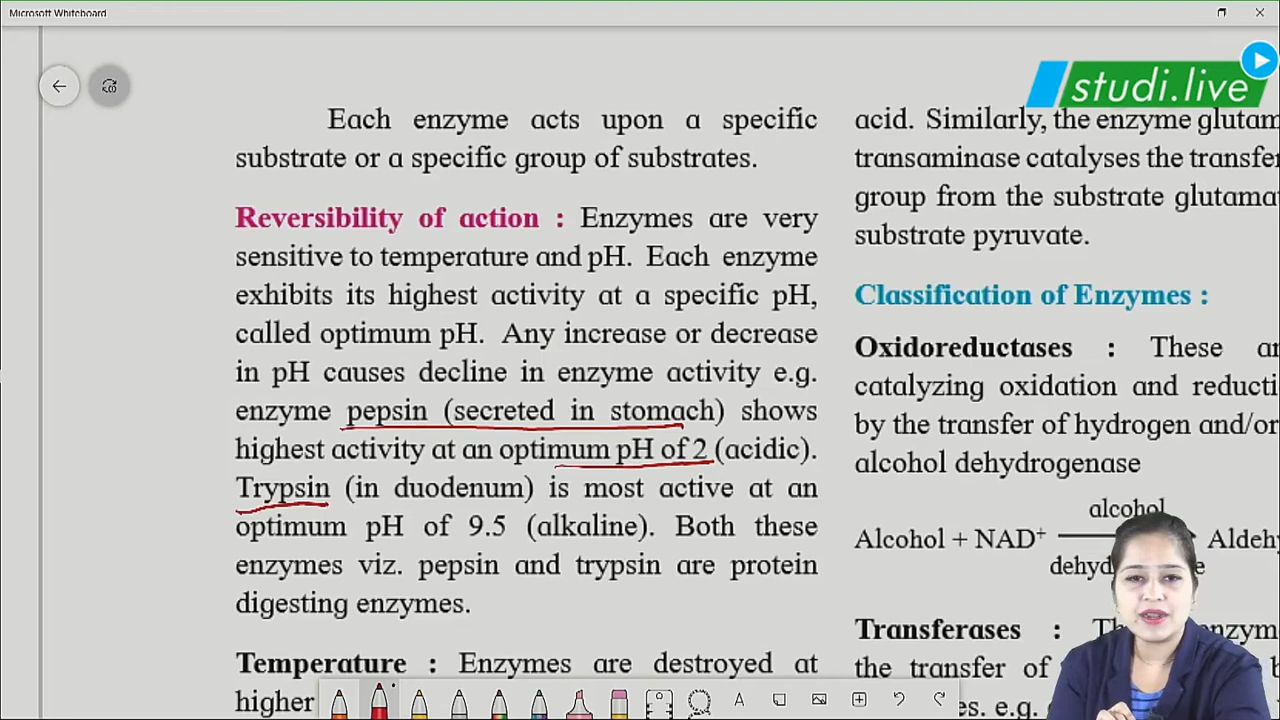 Microsoft Whiteboard
studi.live
Each enzyme acts upon a specific
substrate or a specific group of substrates.
Reversibility of action : Enzymes are very
sensitive to temperature and pH. Each enzyme
exhibits its highest activity at a specific pH,
called optimum pH. Any increase or decrease
in pH causes decline in enzyme activity e.g.
enzyme pepsin (secreted in stomach) shows
highest activity at an optimum pH of 2 (acidic).
Trypsin (in duodenum) is most active at an
optimum pH of 9.5 (alkaline). Both these
enzymes viz. pepsin and trypsin are protein
digesting enzymes.
Temperature : Enzymes are destroyed at
higher
acid. Similarly, the enzyme glutam
transaminase catalyses the transfer
group from the substrate glutama
substrate pyruvate.
Classification of Enzymes :
Oxidoreductases : These ar
catalyzing oxidation and reducti
by the transfer of hydrogen and/or
alcohol dehydrogenase
alcohol
Alcohol + NAD⁺ → Aldehy
dehyd e
Transferases : Th enzym
the transfer of
es. e.g.